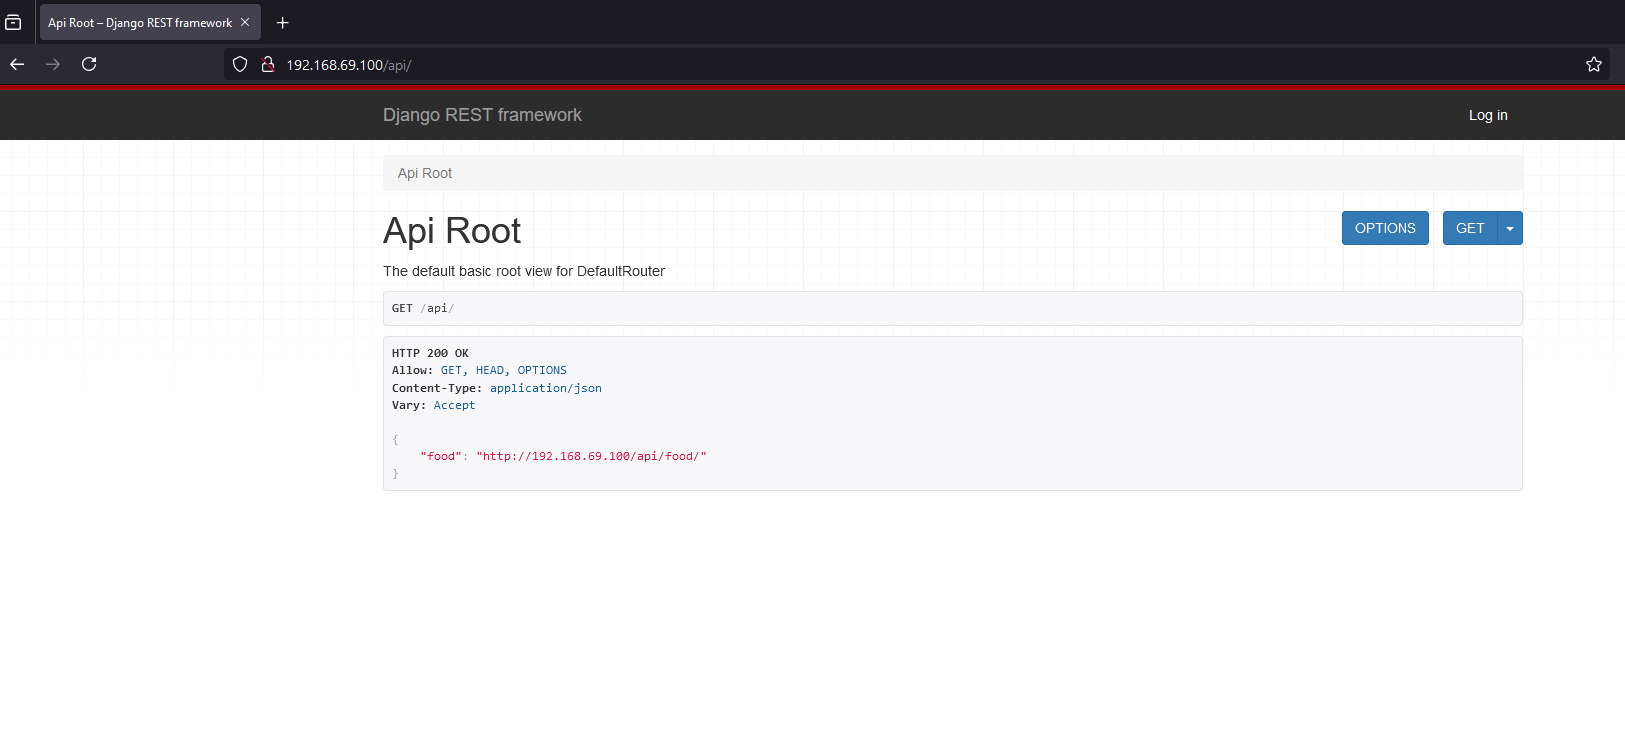 Api Root – Django REST framework
192.168.69.100/api/
Django REST framework
Log in
Api Root
Api Root
OPTIONS
GET
The default basic root view for DefaultRouter
GET /api/
HTTP 200 OK
Allow: GET, HEAD, OPTIONS
Content-Type: application/json
Vary: Accept
{
    "food": "http://192.168.69.100/api/food/"
}